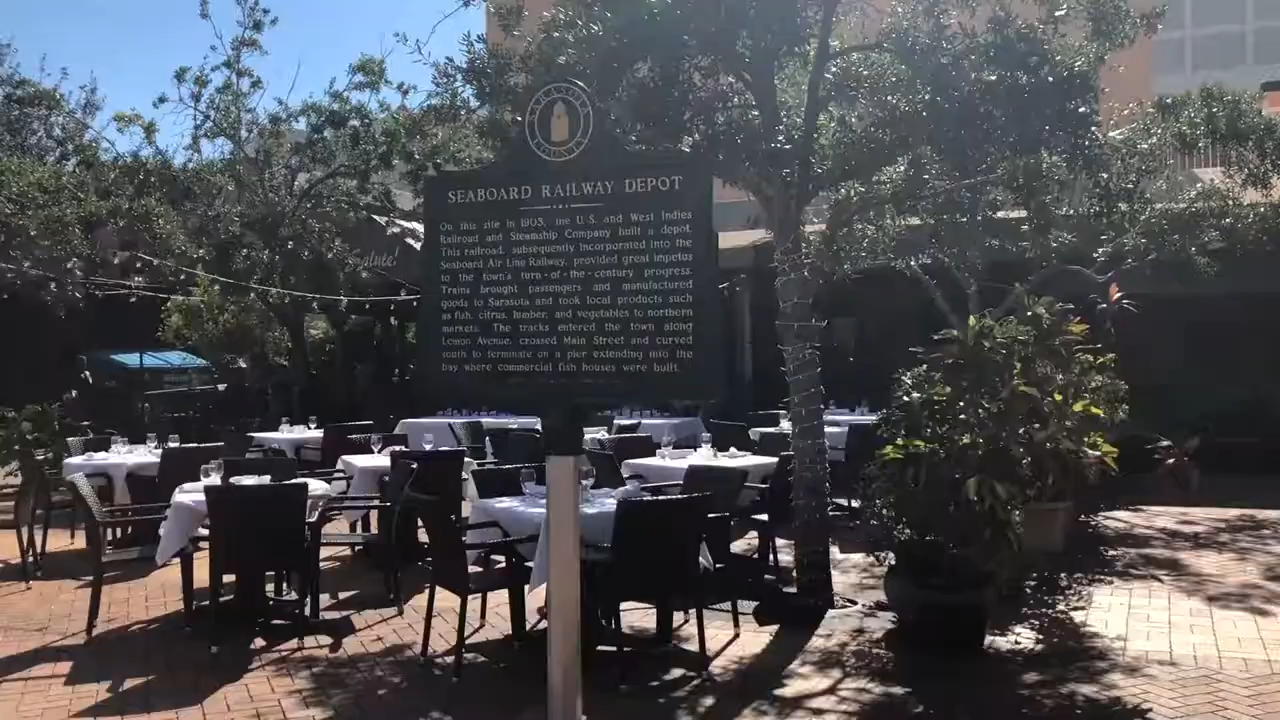 SARASOTA
SEABOARD RAILWAY DEPOT
On this site in 1903, the U.S. and West Indies
Railroad and Steamship Company built a depot.
This railroad, subsequently incorporated into the
Seaboard Air Line Railway, provided great impetus
to the town's turn-of-the-century progress.
Trains brought passengers and manufactured
goods to Sarasota and took local products such
as fish, citrus, lumber, and vegetables to northern
markets. The tracks entered the town along
Lemon Avenue, crossed Main Street and curved
south to terminate on a pier extending into the
bay where commercial fish houses were built.